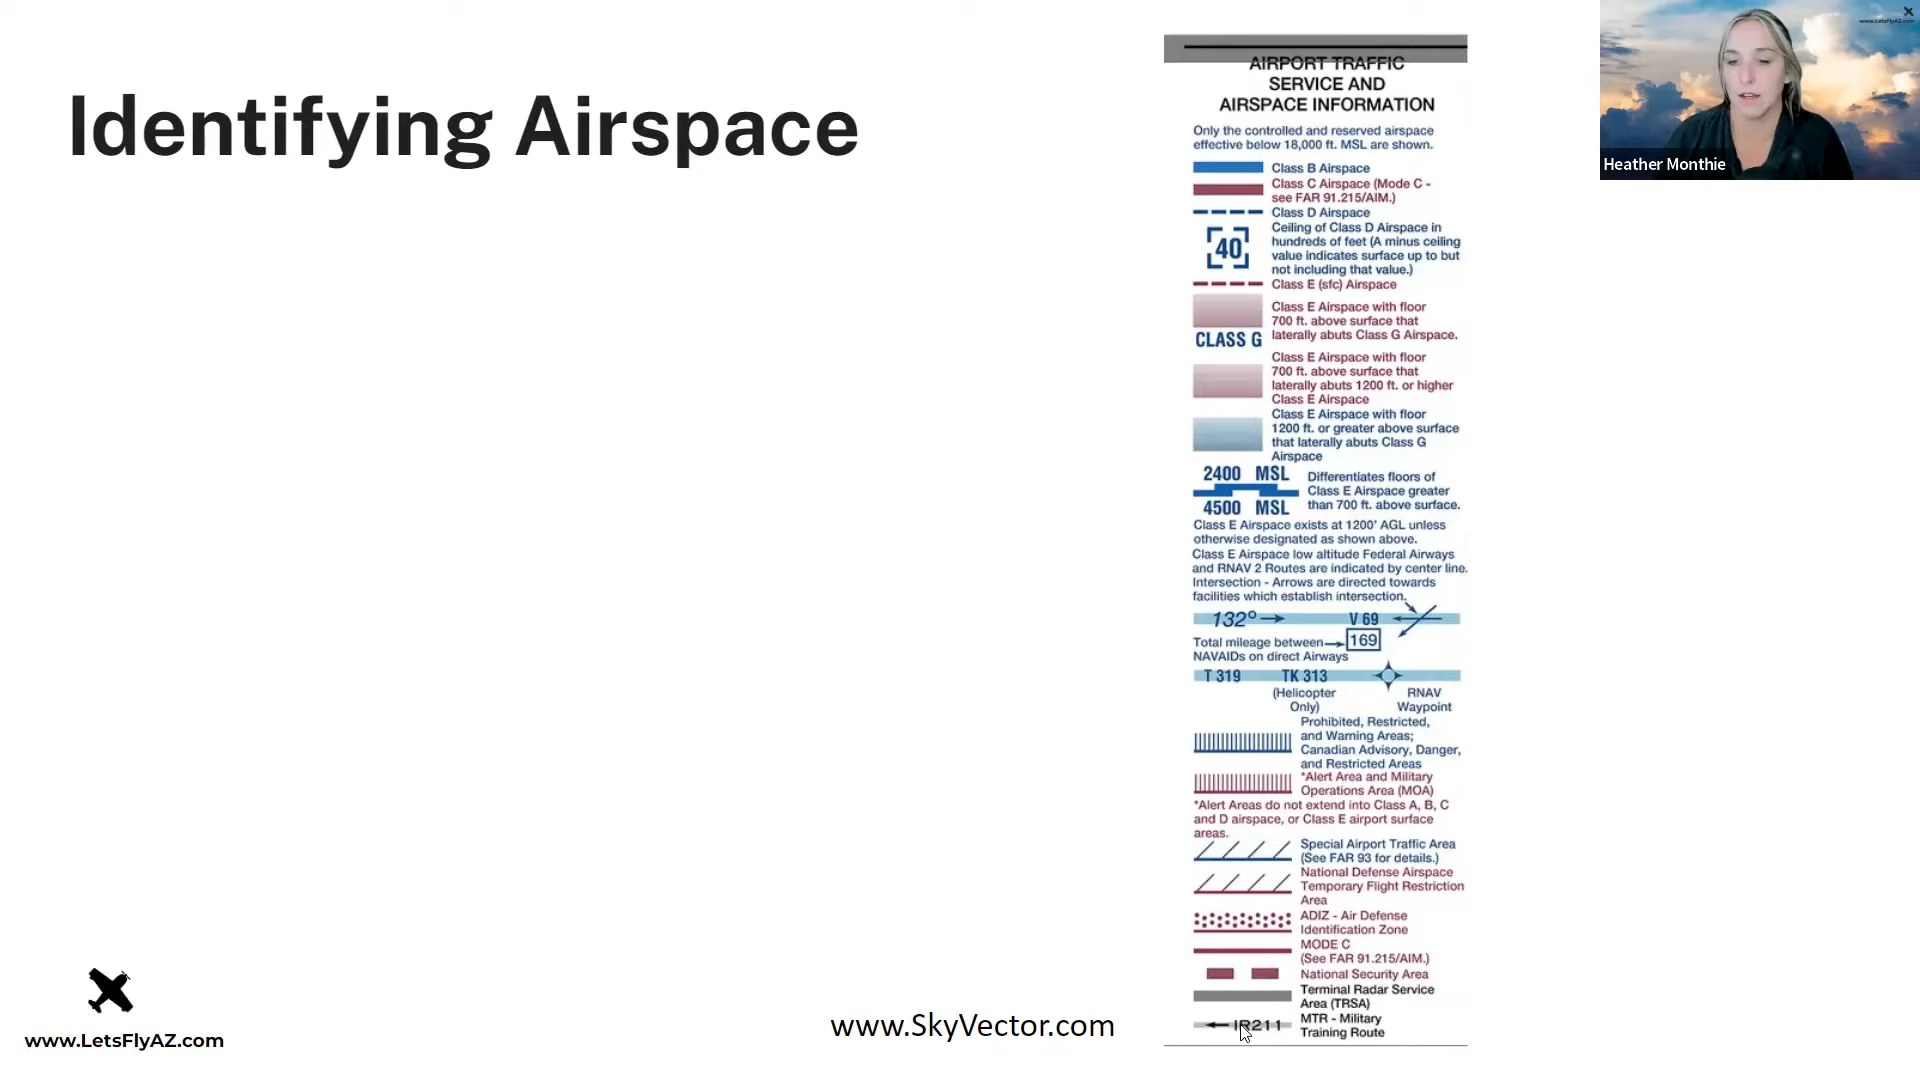 Identifying Airspace
AIRPORT TRAFFIC
SERVICE AND
AIRSPACE INFORMATION
Only the controlled and reserved airspace
effective below 18,000 ft. MSL are shown.
Class B Airspace
Class C Airspace (Mode C -
see FAR 91.215/AIM.)
Class D Airspace
40
Ceiling of Class D Airspace in
hundreds of feet (A minus ceiling
value indicates surface up to but
not including that value.)
Class E (sfc) Airspace
Class E Airspace with floor
700 ft. above surface that
laterally abuts Class G Airspace.
CLASS G
Class E Airspace with floor
700 ft. above surface that
laterally abuts 1200 ft. or higher
Class E Airspace
Class E Airspace with floor
1200 ft. or greater above surface
that laterally abuts Class G
Airspace
2400 MSL
4500 MSL
Differentiates floors of
Class E Airspace greater
than 700 ft. above surface.
Class E Airspace exists at 1200' AGL unless
otherwise designated as shown above.
Class E Airspace low altitude Federal Airways
and RNAV 2 Routes are indicated by center line.
Intersection - Arrows are directed towards
facilities which establish intersection.
132° V 69
Total mileage between 169
NAVAIDs on direct Airways
T 319 TK 313
(Helicopter
Only)
RNAV
Waypoint
Prohibited, Restricted,
and Warning Areas;
Canadian Advisory, Danger,
and Restricted Areas
*Alert Area and Military
Operations Area (MOA)
*Alert Areas do not extend into Class A, B, C
and D airspace, or Class E airport surface
areas.
Special Airport Traffic Area
(See FAR 93 for details.)
National Defense Airspace
Temporary Flight Restriction
Area
ADIZ - Air Defense
Identification Zone
MODE C
(See FAR 91.215/AIM.)
National Security Area
Terminal Radar Service
Area (TRSA)
IR211
MTR - Military
Training Route
www.SkyVector.com
www.LetsFlyAZ.com
www.LetsFlyAZ.com
Heather Monthie